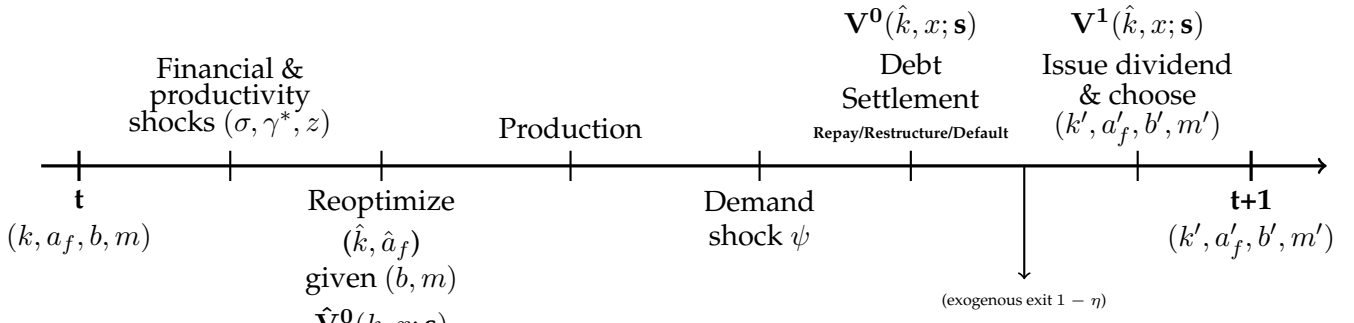 V⁰(k̂, x; s)
Debt
Settlement
Repay/Restructure/Default
V¹(k̂, x; s)
Issue dividend
& choose
(k′, a′_f, b′, m′)
Financial &
productivity
shocks (σ, γ*, z)
Production
t
(k, a_f, b, m)
Reoptimize
(k̂, â_f)
given (b, m)
V̂⁰(k, x; s)
Demand
shock ψ
(exogenous exit 1 − η)
t+1
(k′, a′_f, b′, m′)